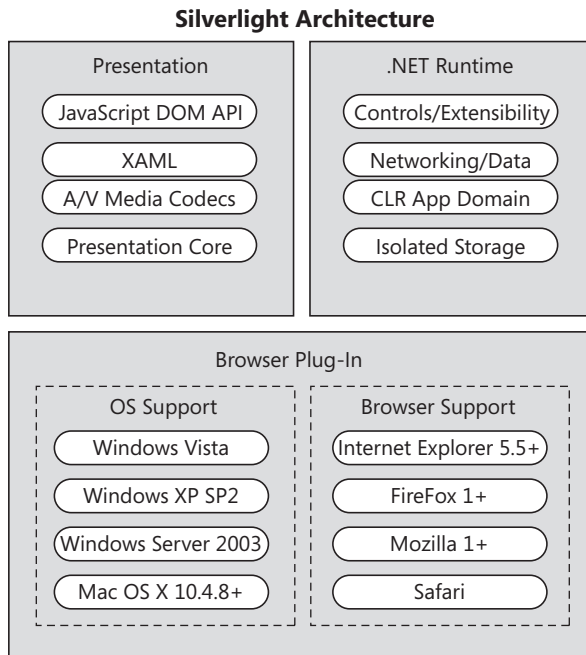 Silverlight Architecture
Presentation
JavaScript DOM API
XAML
A/V Media Codecs
Presentation Core
.NET Runtime
Controls/Extensibility
Networking/Data
CLR App Domain
Isolated Storage
Browser Plug-In
OS Support
Windows Vista
Windows XP SP2
Windows Server 2003
Mac OS X 10.4.8+
Browser Support
Internet Explorer 5.5+
FireFox 1+
Mozilla 1+
Safari